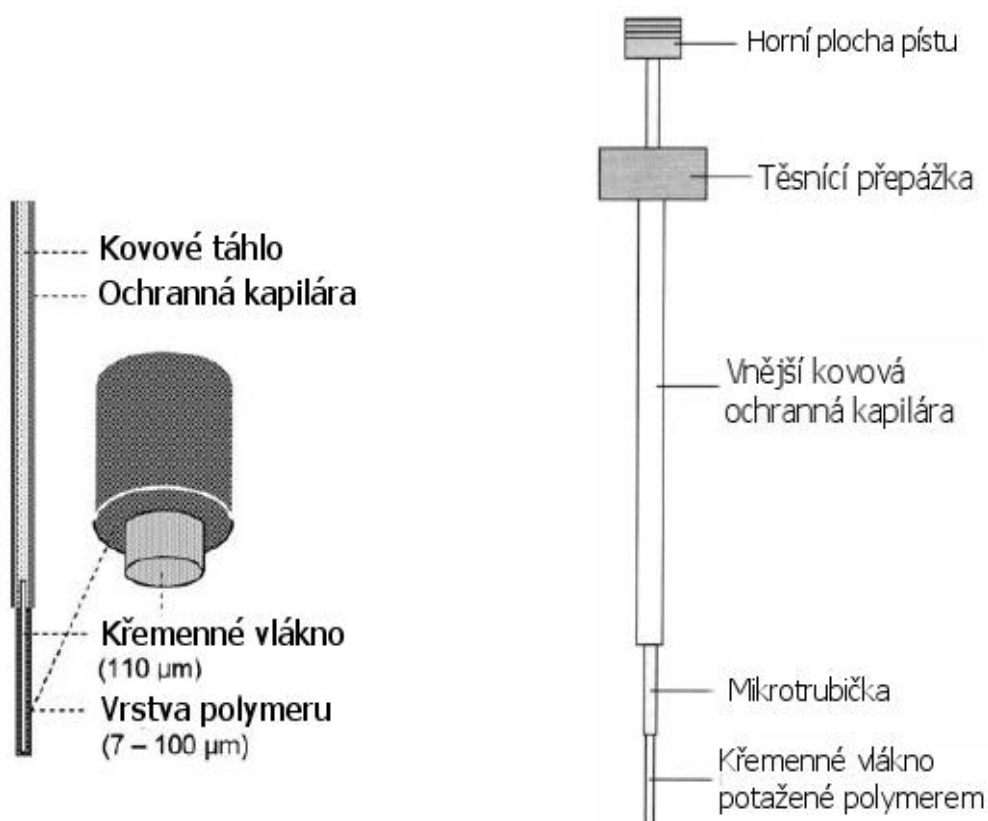 Kovové táhlo
Ochranná kapilára
Křemenné vlákno
(110 µm)
Vrstva polymeru
(7 – 100 µm)
Horní plocha pístu
Těsnící přepážka
Vnější kovová
ochranná kapilára
Mikrotrubička
Křemenné vlákno
potažené polymerem